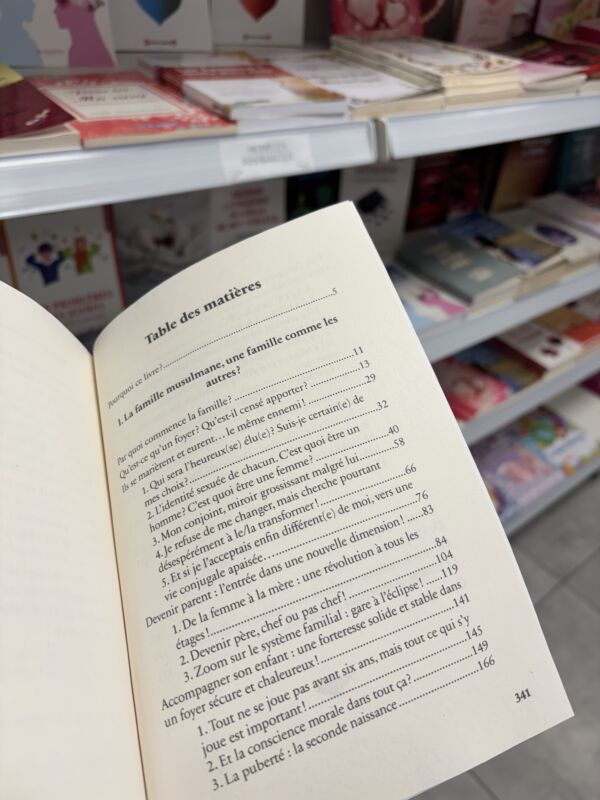 Table des matières
Pourquoi ce livre?....5
1. La famille musulmane, une famille comme les
autres?
Par quoi commence la famille?....11
Qu'est-ce qu'un foyer? Qu'est-il censé apporter?....13
Ils se marièrent et eurent... le même ennemi !....29
1. Qui sera l'heureux(se) élu(e)? Suis-je certain(e) de
mes choix?....32
2. L'identité sexuée de chacun. C'est quoi être un
homme? C'est quoi être une femme?....40
3. Mon conjoint, miroir grossissant malgré lui....58
4. Je refuse de me changer, mais cherche pourtant
désespérément à le/la transformer !....66
5. Et si je l'acceptais enfin différent(e) de moi, vers une
vie conjugale apaisée....76
Devenir parent : l'entrée dans une nouvelle dimension !....83
1. De la femme à la mère : une révolution à tous les
étages !....84
2. Devenir père, chef ou pas chef !....104
3. Zoom sur le système familial : gare à l'éclipse !....119
Accompagner son enfant : une forteresse solide et stable dans
un foyer sécure et chaleureux !....141
1. Tout ne se joue pas avant six ans, mais tout ce qui s'y
joue est important !....145
2. Et la conscience morale dans tout ça?....149
3. La puberté : la seconde naissance....166
341